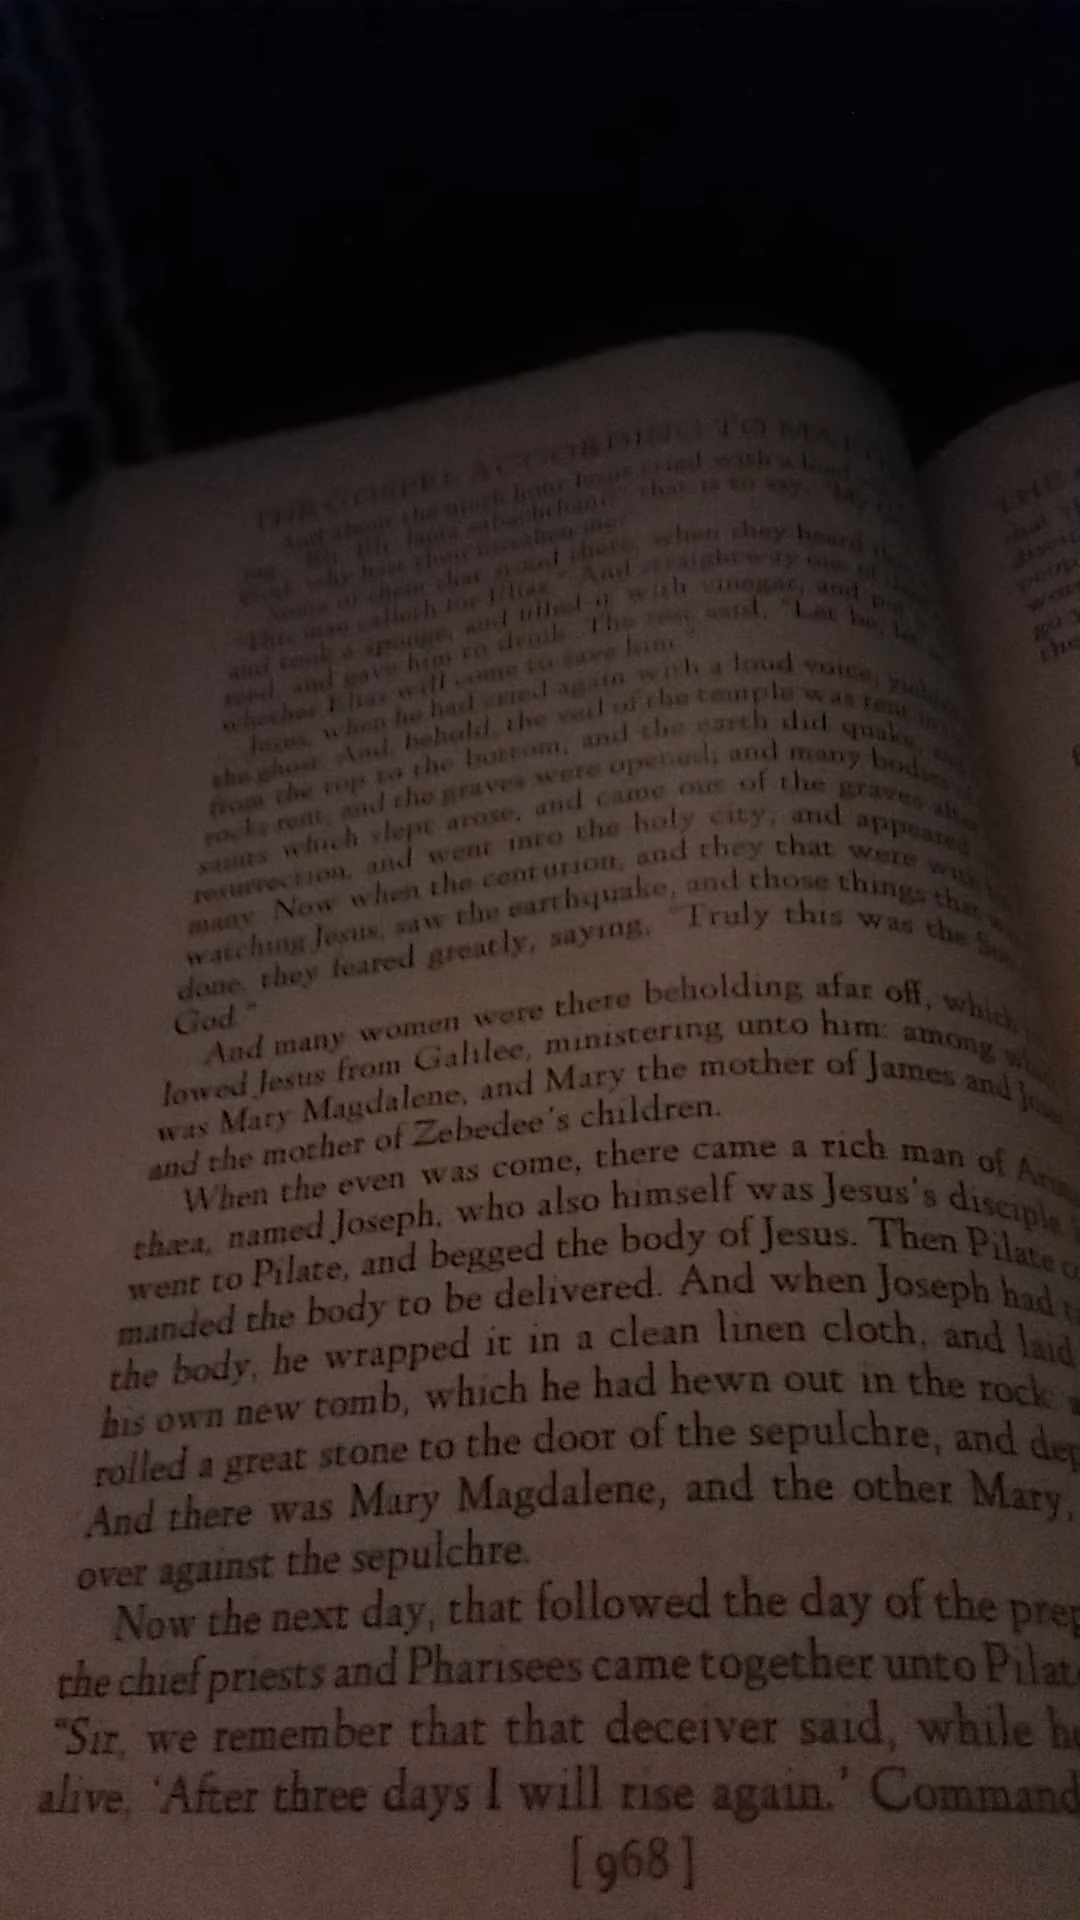 THE GOSPEL ACCORDING TO
And about the ninth hour Jesus cried with a loud
Eli, Eli, lama sabachthani" that is to say, "My
God, why hast thou forsaken me?
Some of them that stood there, when they heard
"This man calleth for Elias." And straightway one of
and took a spunge, and filled it with vinegar, and put
reed, and gave him to drink. The rest said, "Let be, let
whether Elias will come to save him."
Jesus, when he had cried again with a loud voice, yielded
the ghost. And, behold, the veil of the temple was rent in
from the top to the bottom; and the earth did quake, and
rocks rent; and the graves were opened; and many bodies of
saints which slept arose, and came out of the graves after
resurrection, and went into the holy city, and appeared
many. Now when the centurion, and they that were with
watching Jesus, saw the earthquake, and those things that
done, they feared greatly, saying, "Truly this was the Son
God."
And many women were there beholding afar off, which
lowed Jesus from Galilee, ministering unto him: among
was Mary Magdalene, and Mary the mother of James and Jose
and the mother of Zebedee's children.
When the even was come, there came a rich man of
thæa, named Joseph, who also himself was Jesus's disciple
went to Pilate, and begged the body of Jesus. Then Pilate
manded the body to be delivered. And when Joseph had
the body, he wrapped it in a clean linen cloth, and laid
his own new tomb, which he had hewn out in the rock
rolled a great stone to the door of the sepulchre, and dep
And there was Mary Magdalene, and the other Mary,
over against the sepulchre.
Now the next day, that followed the day of the prep
the chief priests and Pharisees came together unto Pilat
"Sir, we remember that that deceiver said, while h
alive, 'After three days I will rise again.' Command
[968]